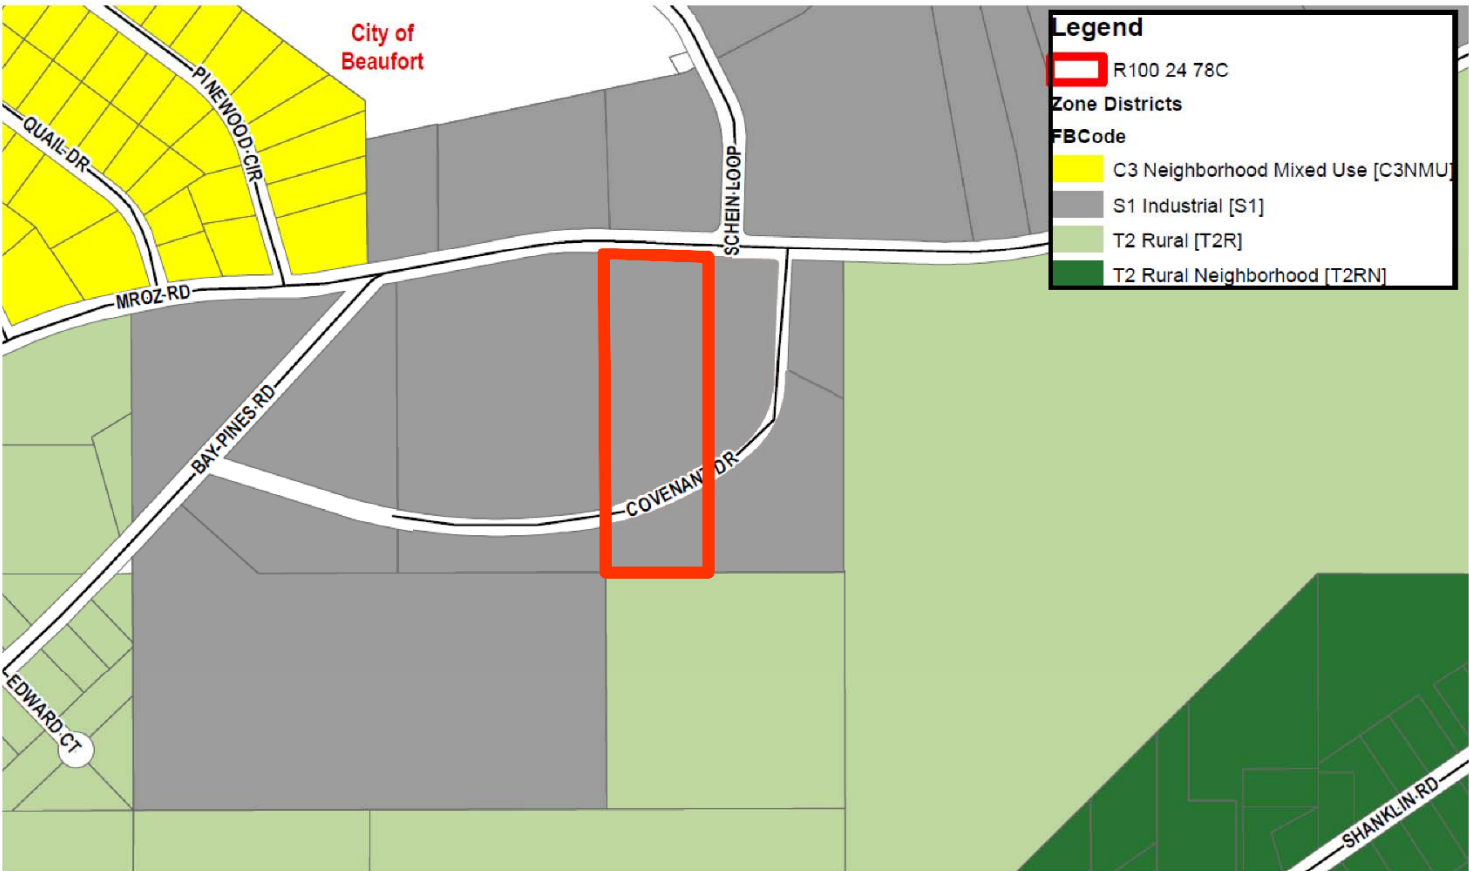 City of
Beaufort
Legend
R100 24 78C
Zone Districts
FBCode
C3 Neighborhood Mixed Use [C3NMU]
S1 Industrial [S1]
T2 Rural [T2R]
T2 Rural Neighborhood [T2RN]
PINEWOOD CIR
QUAIL DR
SCHEIN LOOP
MROZ RD
BAY PINES RD
COVENANT DR
EDWARD CT
SHANKLIN RD